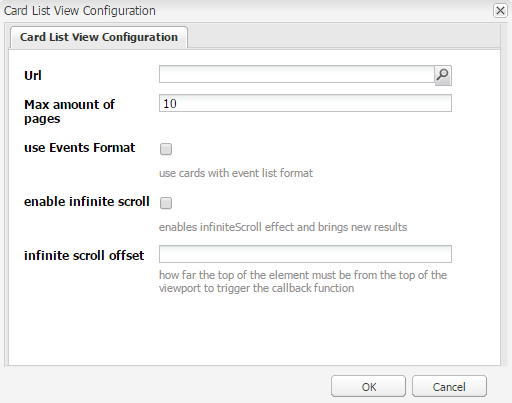 Card List View Configuration
Card List View Configuration
Url
Max amount of
pages
10
use Events Format
use cards with event list format
enable infinite scroll
enables infiniteScroll effect and brings new results
infinite scroll offset
how far the top of the element must be from the top of the
viewport to trigger the callback function
OK
Cancel